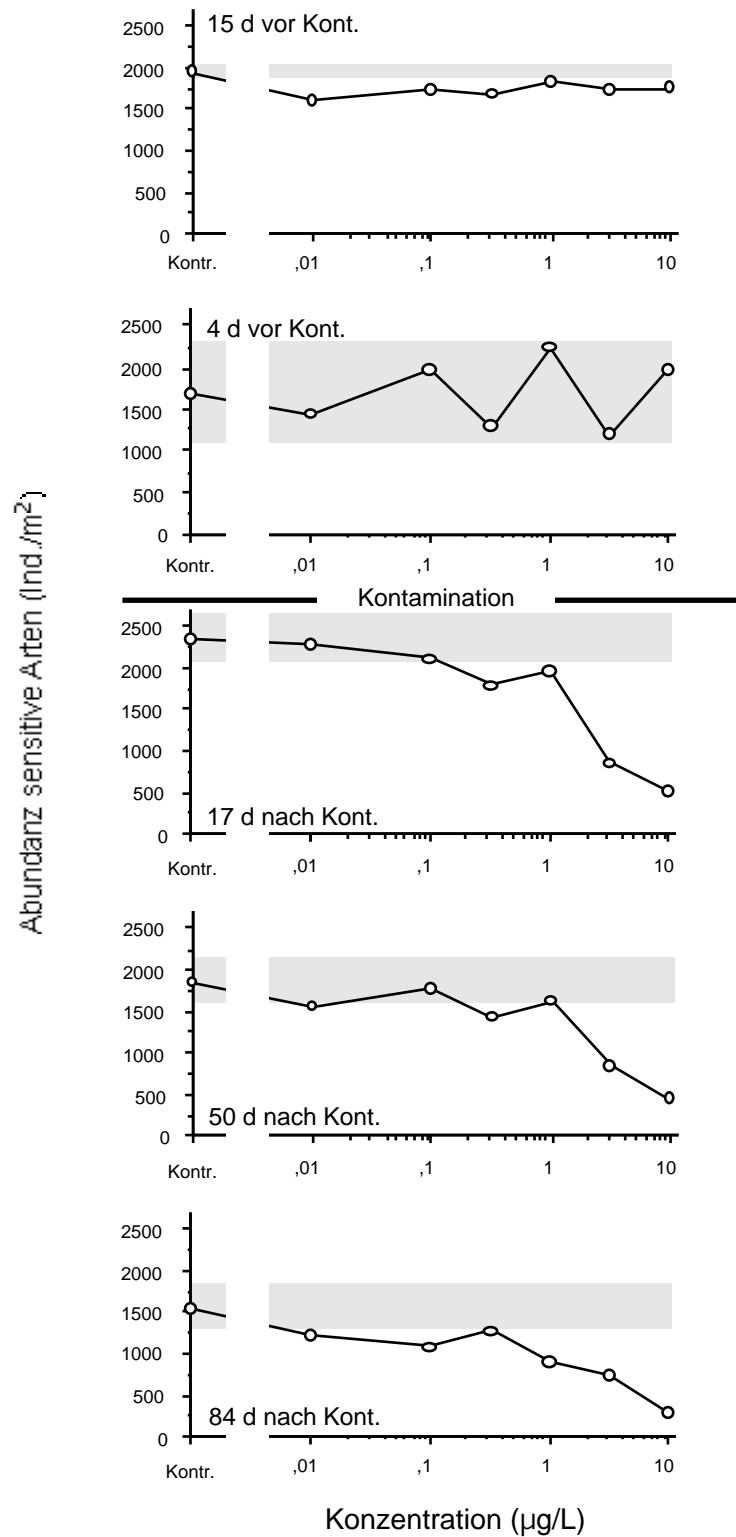 2500
15 d vor Kont.
2000
1500
1000
500
0
Kontr. ,01 ,1 1 10
2500
4 d vor Kont.
2000
1500
1000
500
0
Kontr. ,01 ,1 1 10
Kontamination
2500
2000
1500
1000
500
17 d nach Kont.
0
Kontr. ,01 ,1 1 10
2500
2000
1500
1000
500
50 d nach Kont.
0
Kontr. ,01 ,1 1 10
2500
2000
1500
1000
500
84 d nach Kont.
0
Kontr. ,01 ,1 1 10
Abundanz sensitive Arten (Ind./m²)
Konzentration (µg/L)